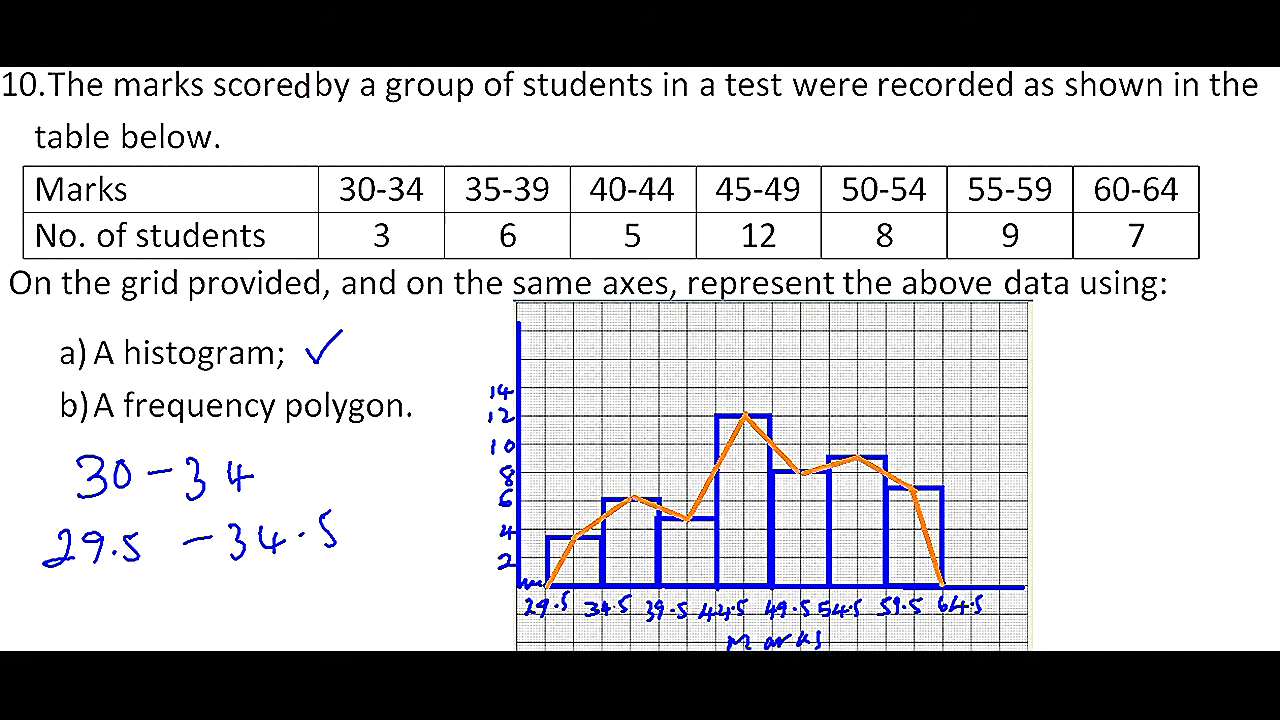 10.The marks scored by a group of students in a test were recorded as shown in the
table below.
Marks 30-34 35-39 40-44 45-49 50-54 55-59 60-64
No. of students 3 6 5 12 8 9 7
On the grid provided, and on the same axes, represent the above data using:
a) A histogram; ✓
b) A frequency polygon.
30 - 34
29.5 - 34.5
14
12
10
8
6
4
2
29.5 34.5 39.5 44.5 49.5 54.5 59.5 64.5
Marks